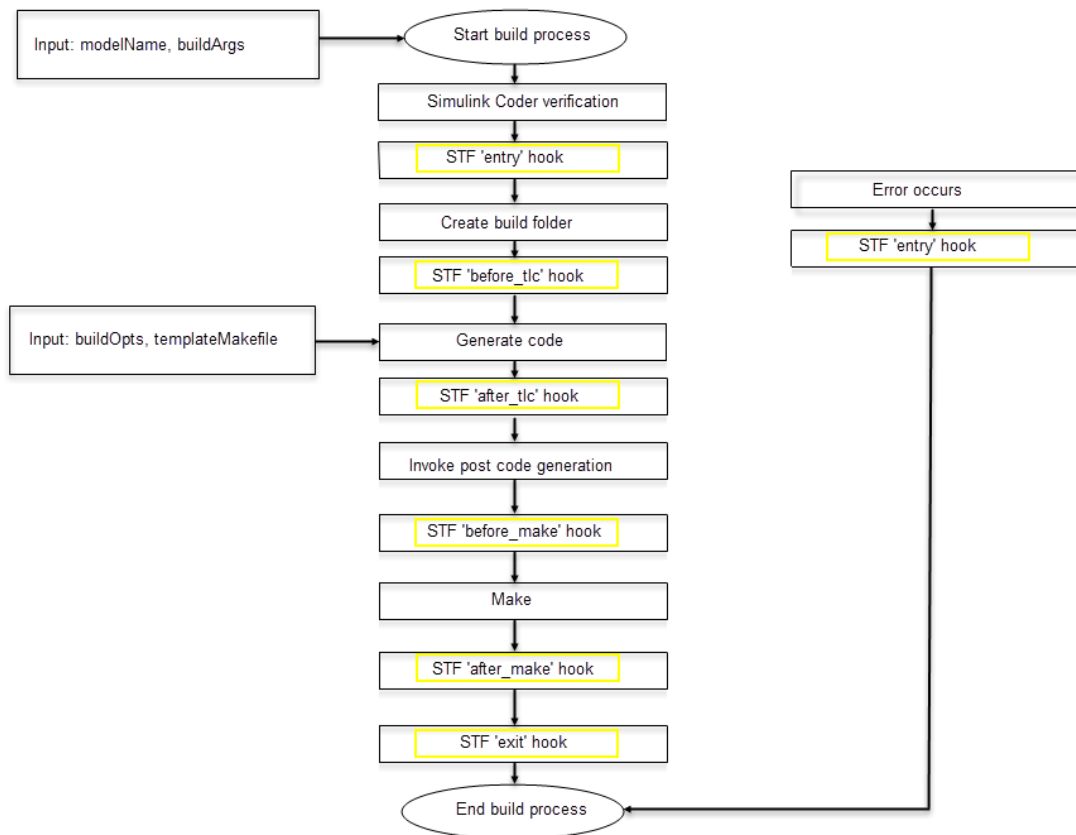 Input: modelName, buildArgs
Start build process
Simulink Coder verification
STF 'entry' hook
Create build folder
STF 'before_tlc' hook
Input: buildOpts, templateMakefile
Generate code
STF 'after_tlc' hook
Invoke post code generation
STF 'before_make' hook
Make
STF 'after_make' hook
STF 'exit' hook
End build process
Error occurs
STF 'entry' hook